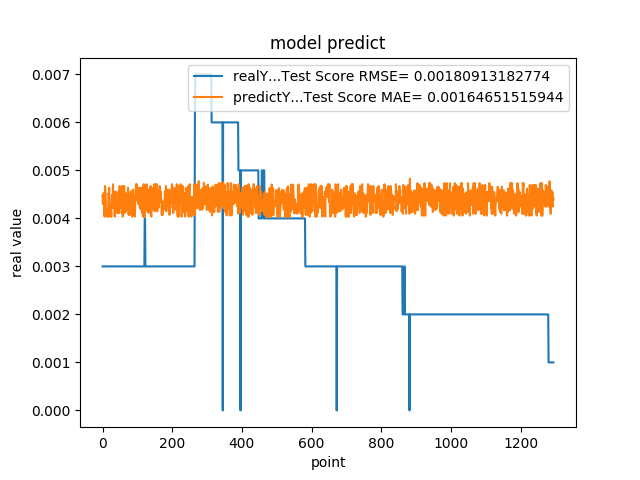 model predict
realY...Test Score RMSE= 0.00180913182774
predictY...Test Score MAE= 0.00164651515944
0.007
0.006
0.005
0.004
0.003
0.002
0.001
0.000
real value
0 200 400 600 800 1000 1200
point